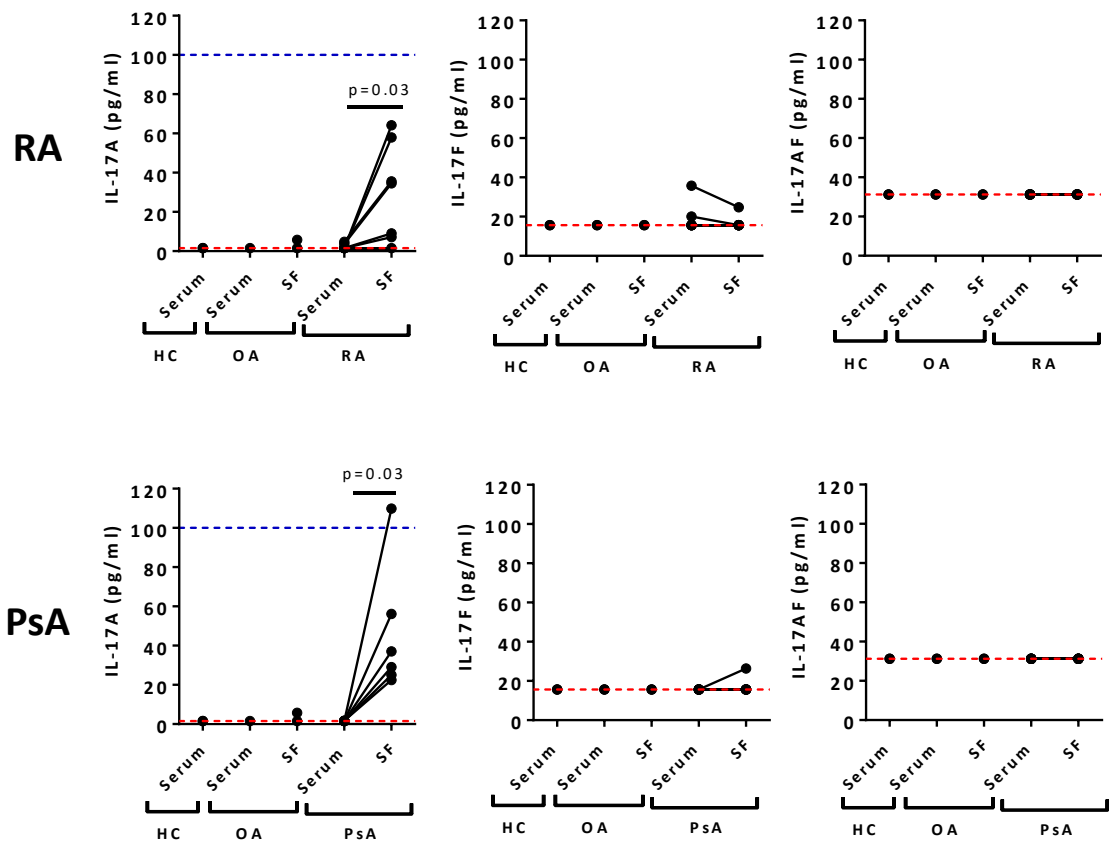 RA
IL-17A (pg/ml)
120
100
80
60
40
20
0
p=0.03
Serum
Serum
SF
Serum
SF
HC
OA
RA
IL-17F (pg/ml)
120
100
80
60
40
20
0
Serum
Serum
SF
Serum
SF
HC
OA
RA
IL-17AF (pg/ml)
120
100
80
60
40
20
0
Serum
Serum
SF
Serum
SF
HC
OA
RA
PsA
IL-17A (pg/ml)
120
100
80
60
40
20
0
p=0.03
Serum
Serum
SF
Serum
SF
HC
OA
PsA
IL-17F (pg/ml)
120
100
80
60
40
20
0
Serum
Serum
SF
Serum
SF
HC
OA
PsA
IL-17AF (pg/ml)
120
100
80
60
40
20
0
Serum
Serum
SF
Serum
SF
HC
OA
PsA